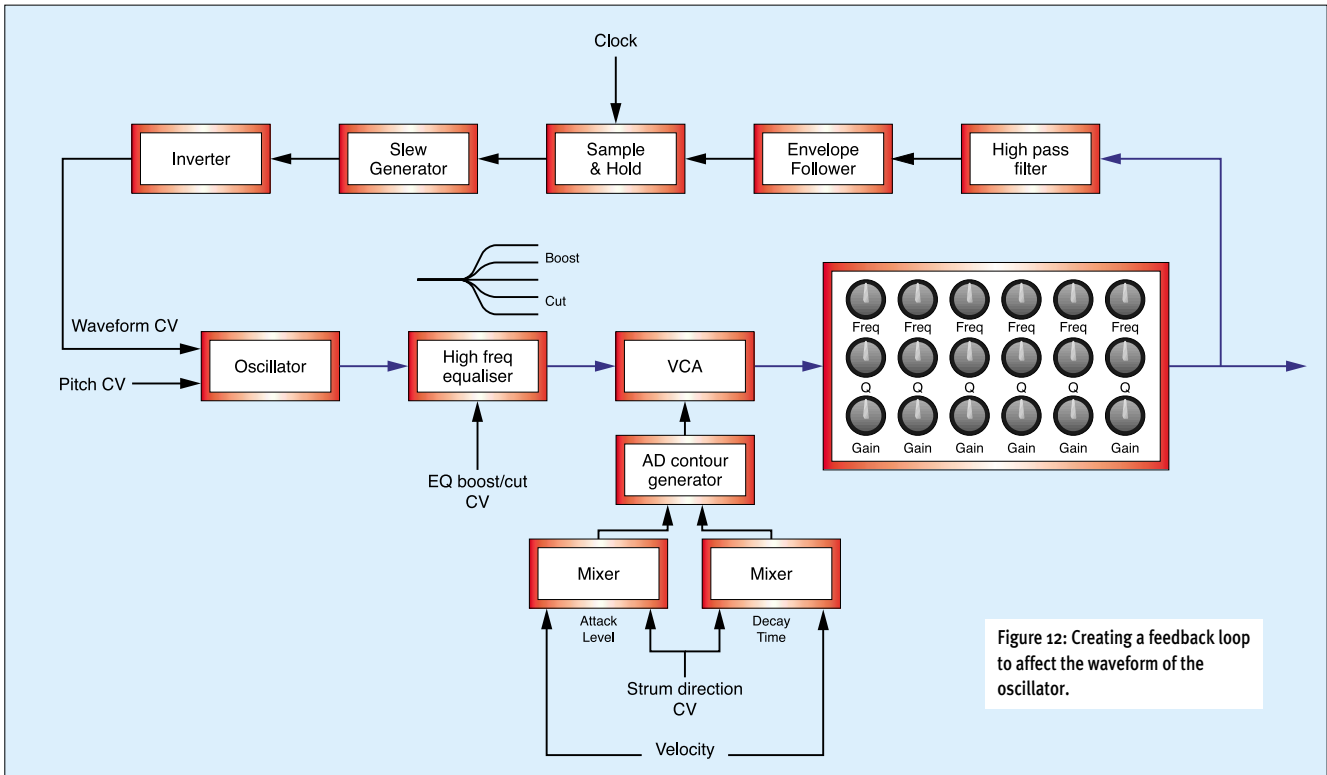 Clock
Inverter
Slew
Generator
Sample
& Hold
Envelope
Follower
High pass
filter
Boost
Cut
Waveform CV
Pitch CV
Oscillator
High freq
equaliser
VCA
EQ boost/cut
CV
AD contour
generator
Freq Freq Freq Freq Freq Freq
Q Q Q Q Q Q
Gain Gain Gain Gain Gain Gain
Mixer
Mixer
Attack
Level
Decay
Time
Strum direction
CV
Velocity
Figure 12: Creating a feedback loop
to affect the waveform of the
oscillator.